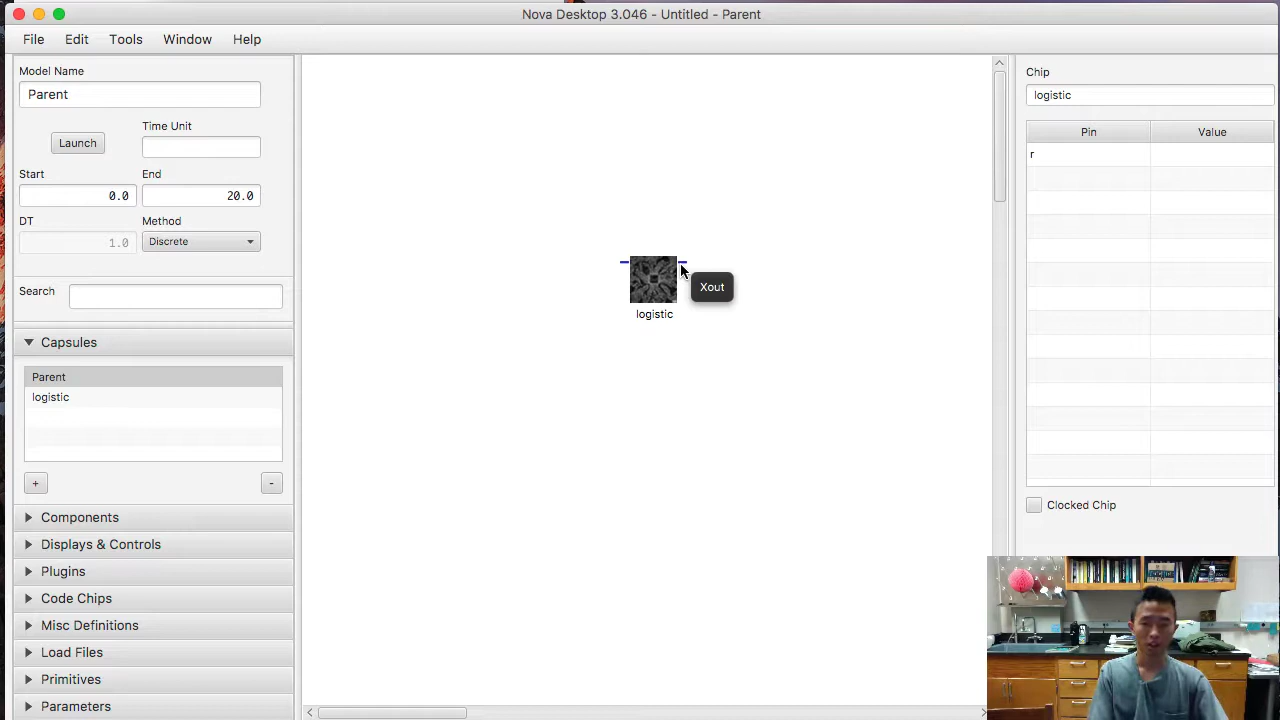 Nova Desktop 3.046 - Untitled - Parent
File Edit Tools Window Help
Model Name
Parent
Launch
Time Unit
Start
End
0.0
20.0
DT
Method
1.0
Discrete
Search
Capsules
Parent
logistic
+
-
Components
Displays & Controls
Plugins
Code Chips
Misc Definitions
Load Files
Primitives
Parameters
Xout
logistic
Chip
logistic
Pin Value
r
Clocked Chip